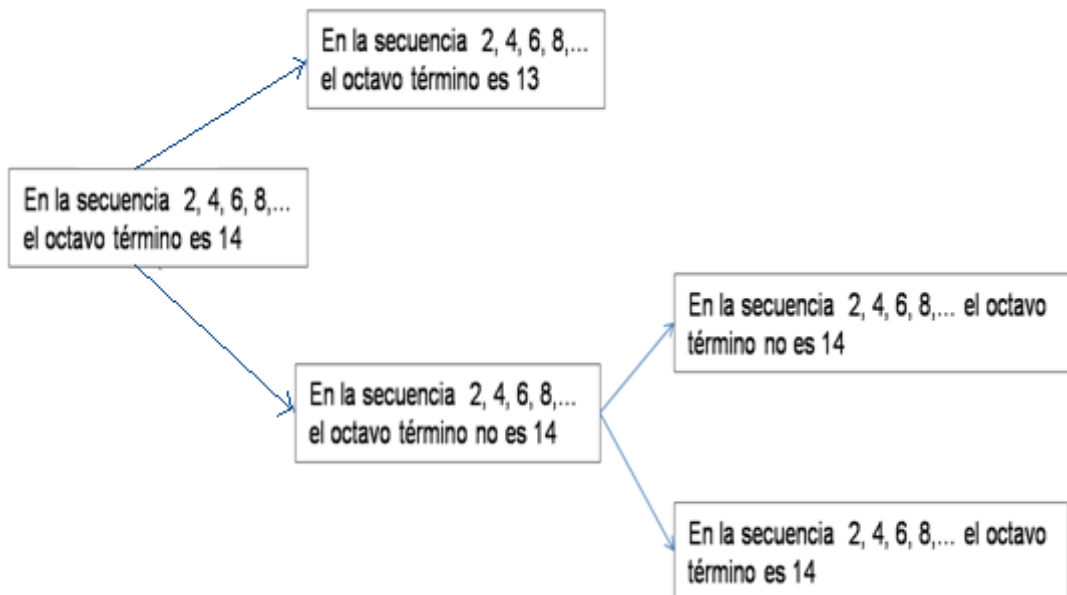 En la secuencia 2, 4, 6, 8,...
el octavo término es 13
En la secuencia 2, 4, 6, 8,...
el octavo término es 14
En la secuencia 2, 4, 6, 8,... el octavo
término no es 14
En la secuencia 2, 4, 6, 8,...
el octavo término no es 14
En la secuencia 2, 4, 6, 8,... el octavo
término es 14